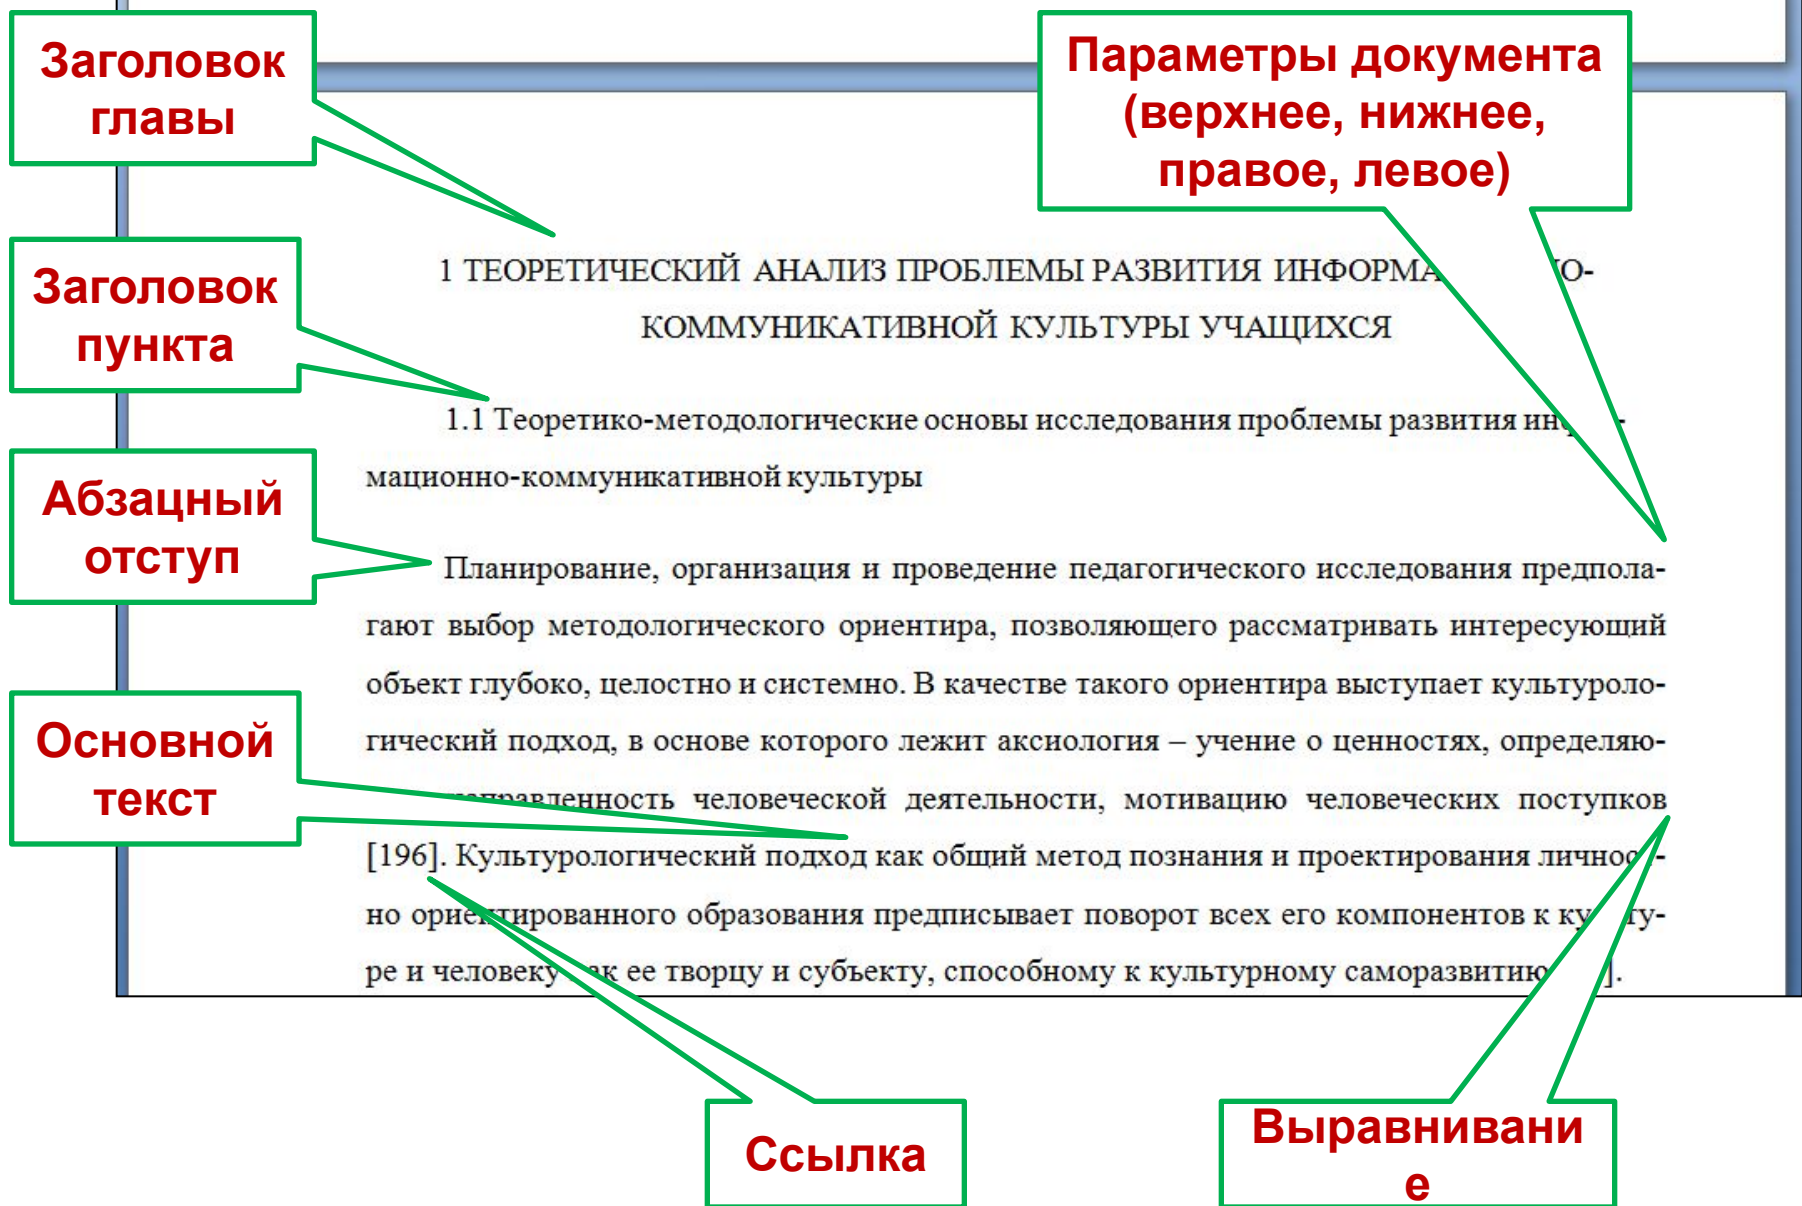 Заголовок
главы
Параметры документа
(верхнее, нижнее,
правое, левое)
Заголовок
пункта
Абзацный
отступ
Основной
текст
1 ТЕОРЕТИЧЕСКИЙ АНАЛИЗ ПРОБЛЕМЫ РАЗВИТИЯ
КОММУНИКАТИВНОЙ КУЛЬТУРЫ УЧАЩИХСЯ
1.1 Теоретико-методологические основы исследования проблемы развития
мационно-коммуникативной культуры
Планирование, организация и проведение педагогического исследования предпола-
гают выбор методологического ориентира, позволяющего рассматривать интересующий
объект глубоко, целостно и системно. В качестве такого ориентира выступает культуроло-
гический подход, в основе которого лежит аксиология – учение о ценностях, определяю-
направленность человеческой деятельности, мотивацию человеческих поступков
[196]. Культурологический подход как общий метод познания и проектирования личност-
но ориентированного образования предписывает поворот всех его компонентов к культу-
ре и человеку как ее творцу и субъекту, способному к культурному саморазвитию ].
Ссылка
Выравнивани
е